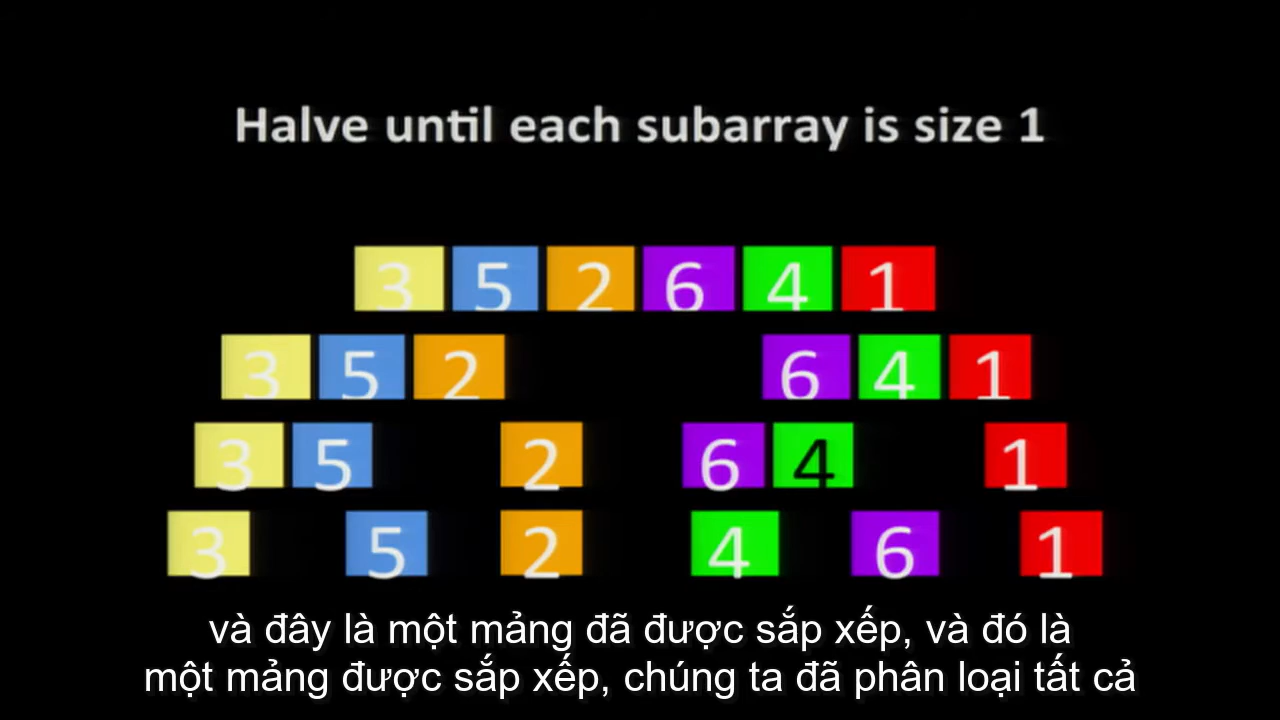 Halve until each subarray is size 1
3 5 2 6 4 1
3 5 2 6 4 1
3 5 2 6 4 1
3 5 2 4 6 1
và đây là một mảng đã được sắp xếp, và đó là
một mảng được sắp xếp, chúng ta đã phân loại tất cả